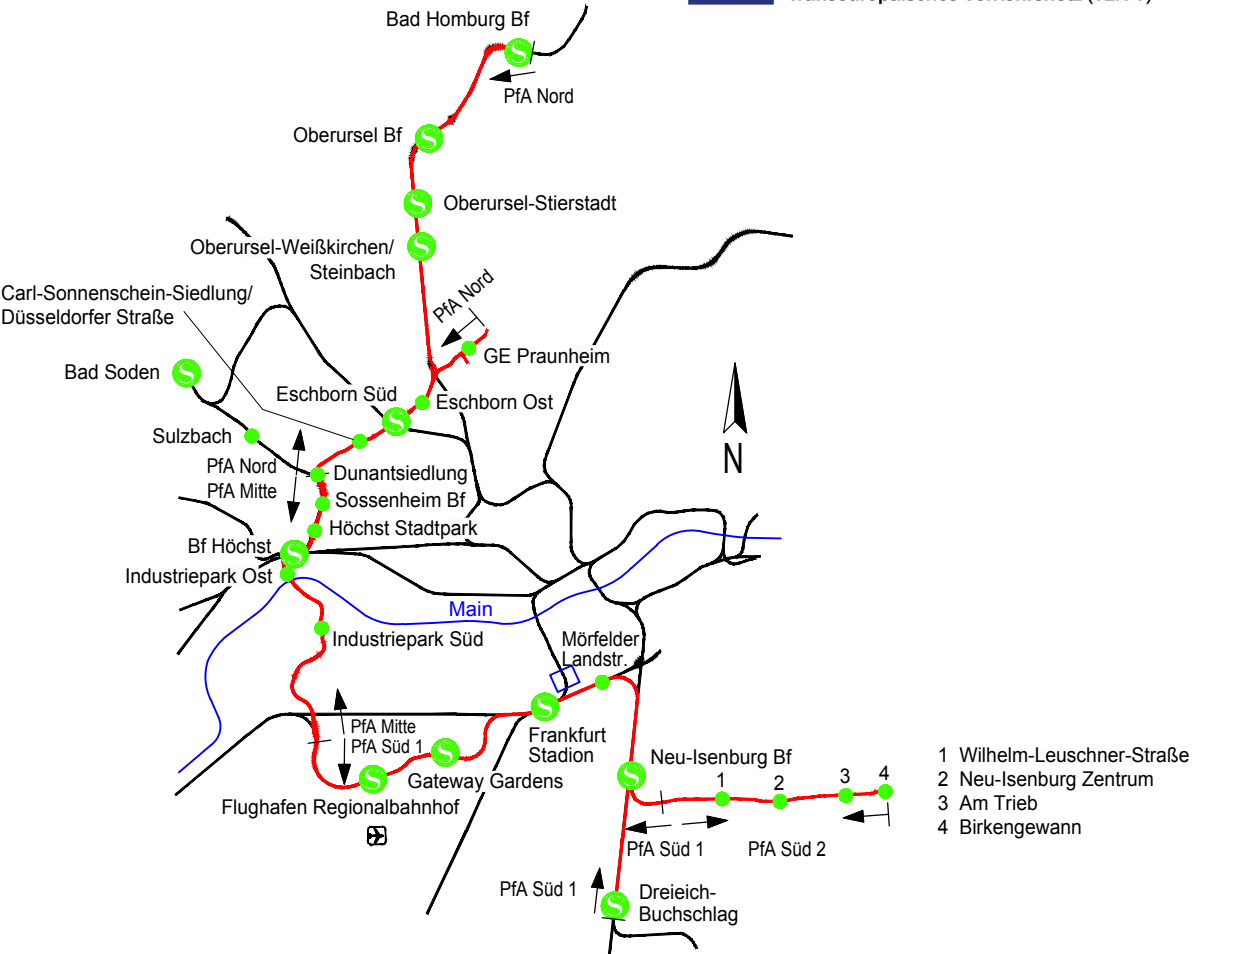 Bad Homburg Bf
PfA Nord
Oberursel Bf
Oberursel-Stierstadt
Oberursel-Weißkirchen/
Steinbach
PfA Nord
Carl-Sonnenschein-Siedlung/
Düsseldorfer Straße
GE Praunheim
Bad Soden
Eschborn Süd
Eschborn Ost
Sulzbach
PfA Nord
PfA Mitte
Dunantsiedlung
Sossenheim Bf
Höchst Stadtpark
N
Bf Höchst
Industriepark Ost
Main
Industriepark Süd
Mörfelder
Landstr.
PfA Mitte
PfA Süd 1
Frankfurt
Stadion
Gateway Gardens
Flughafen Regionalbahnhof
Neu-Isenburg Bf
1
2
3
4
PfA Süd 1
PfA Süd 2
1 Wilhelm-Leuschner-Straße
2 Neu-Isenburg Zentrum
3 Am Trieb
4 Birkengewann
PfA Süd 1
Dreieich-
Buchschlag